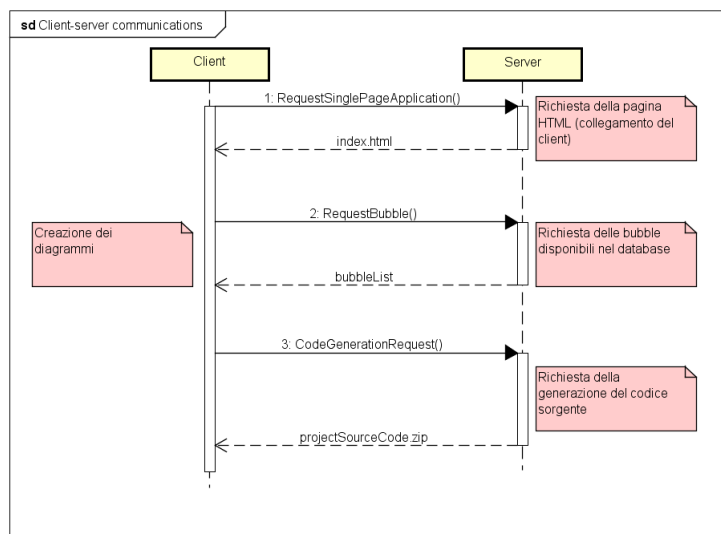 sd Client-server communications
Client
Server
1: RequestSinglePageApplication()
Richiesta della pagina
HTML (collegamento del
client)
index.html
2: RequestBubble()
Creazione dei
diagrammi
Richiesta delle bubble
disponibili nel database
bubbleList
3: CodeGenerationRequest()
Richiesta della
generazione del codice
sorgente
projectSourceCode.zip